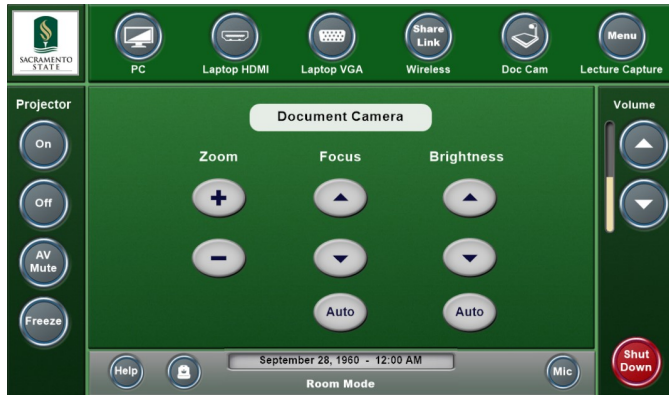 SACRAMENTO
STATE
PC
Laptop HDMI
Laptop VGA
Share
Link
Wireless
Doc Cam
Menu
Lecture Capture
Projector
On
Off
AV
Mute
Freeze
Document Camera
Zoom
Focus
Brightness
Auto
Auto
Volume
Shut
Down
Help
September 28, 1960 - 12:00 AM
Room Mode
Mic